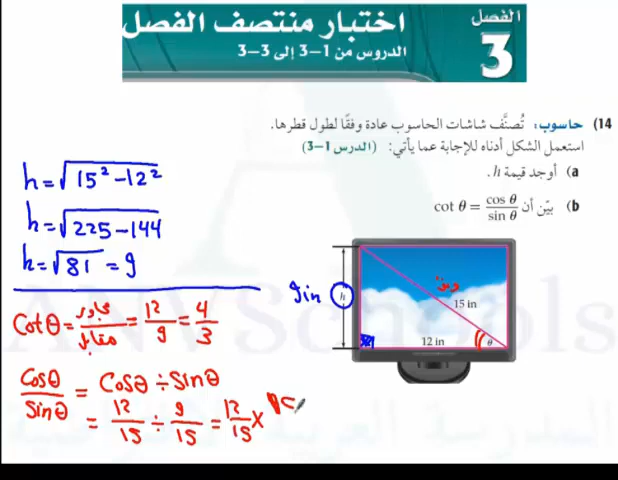 الفصل 3
اختبار منتصف الفصل
الدروس من 1-3 إلى 3-3
14) حاسوب: تُصنَّف شاشات الحاسوب عادة وفقًا لطول قطرها.
استعمل الشكل أدناه للإجابة عما يأتي: (الدرس 1-3)
a) أوجد قيمة h.
b) بيّن أن cot θ = cos θ / sin θ
h = √(15² - 12²)
h = √(225 - 144)
h = √81 = 9
9in
h
وتر
15 in
12 in
θ
Cot θ = مجاور / مقابل = 12/9 = 4/3
Cosθ / Sinθ = Cosθ ÷ Sinθ
= 12/15 ÷ 9/15 = 12/15 ×